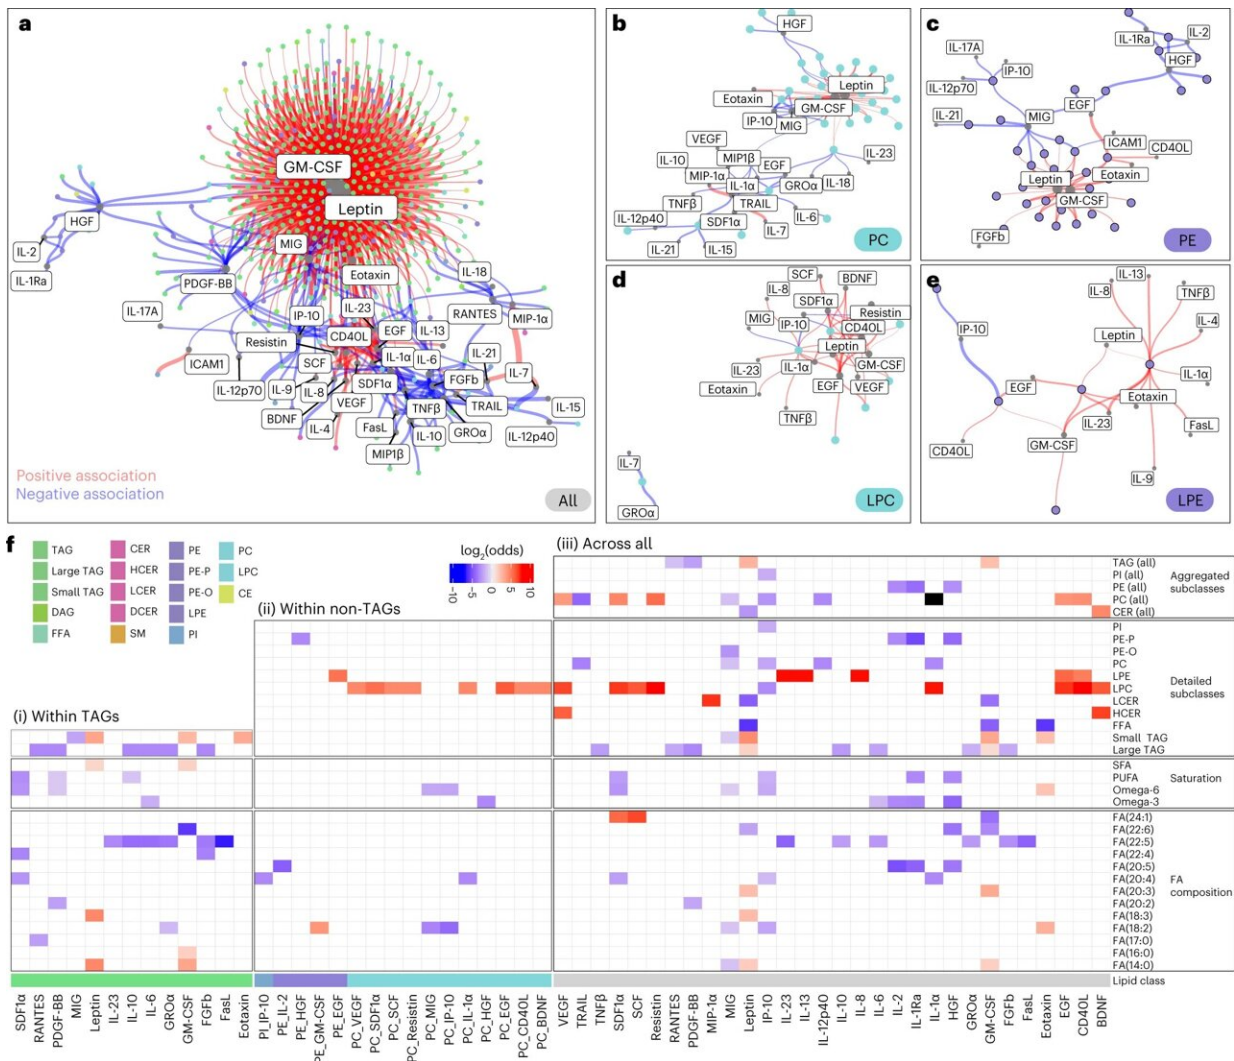 a
GM-CSF
Leptin
HGF
IL-2
IL-1Ra
MIG
PDGF-BB
Eotaxin
IL-18
RANTES
MIP-1α
IL-17A
IP-10
IL-23
EGF
IL-13
CD40L
Resistin
IL-1α
IL-6
IL-21
IL-7
ICAM1
SCF
IL-12p70
IL-9
IL-8
SDF1α
FGFb
BDNF
VEGF
TNFβ
TRAIL
IL-15
IL-4
FasL
IL-10
GROα
IL-12p40
MIP1β
Positive association
Negative association
All
b
HGF
Leptin
Eotaxin
GM-CSF
IP-10
MIG
VEGF
IL-10
MIP1β
EGF
IL-23
MIP-1α
IL-1α
GROα
IL-18
TNFβ
TRAIL
IL-12p40
SDF1α
IL-6
IL-7
IL-21
IL-15
PC
c
IL-1Ra
IL-2
IL-17A
IP-10
HGF
IL-12p70
EGF
IL-21
MIG
ICAM1
CD40L
Leptin
Eotaxin
GM-CSF
FGFb
PE
d
SCF
BDNF
IL-8
SDF1α
Resistin
MIG
IP-10
CD40L
Leptin
IL-23
IL-1α
GM-CSF
Eotaxin
EGF
VEGF
TNFβ
IL-7
GROα
LPC
e
IL-13
IL-8
TNFβ
IP-10
Leptin
IL-4
EGF
IL-1α
Eotaxin
IL-23
FasL
GM-CSF
CD40L
IL-9
LPE
f
TAG
Large TAG
Small TAG
DAG
FFA
CER
HCER
LCER
DCER
SM
PE
PE-P
PE-O
LPE
PI
PC
LPC
CE
log2(odds)
-10 -5 0 5 10
(i) Within TAGs
(ii) Within non-TAGs
(iii) Across all
TAG (all)
PI (all)
PE (all)
PC (all)
CER (all)
Aggregated
subclasses
PI
PE-P
PE-O
PC
LPE
LPC
LCER
HCER
FFA
Small TAG
Large TAG
Detailed
subclasses
SFA
PUFA
Omega-6
Omega-3
Saturation
FA(24:1)
FA(22:6)
FA(22:5)
FA(22:4)
FA(20:5)
FA(20:4)
FA(20:3)
FA(20:2)
FA(18:3)
FA(18:2)
FA(17:0)
FA(16:0)
FA(14:0)
FA
composition
Lipid class
SDF1α
RANTES
PDGF-BB
MIG
Leptin
IL-23
IL-10
IL-6
GROα
GM-CSF
FGFb
FasL
Eotaxin
PI_IP-10
PE_IL-2
PE_HGF
PE_GM-CSF
PE_EGF
PC_VEGF
PC_SDF1α
PC_SCF
PC_Resistin
PC_MIG
PC_IP-10
PC_IL-1α
PC_HGF
PC_EGF
PC_CD40L
PC_BDNF
VEGF
TRAIL
TNFβ
SDF1α
SCF
Resistin
RANTES
PDGF-BB
MIP-1α
MIG
Leptin
IP-10
IL-23
IL-13
IL-12p40
IL-10
IL-8
IL-6
IL-2
IL-1Ra
IL-1α
HGF
GROα
GM-CSF
FGFb
FasL
Eotaxin
EGF
CD40L
BDNF